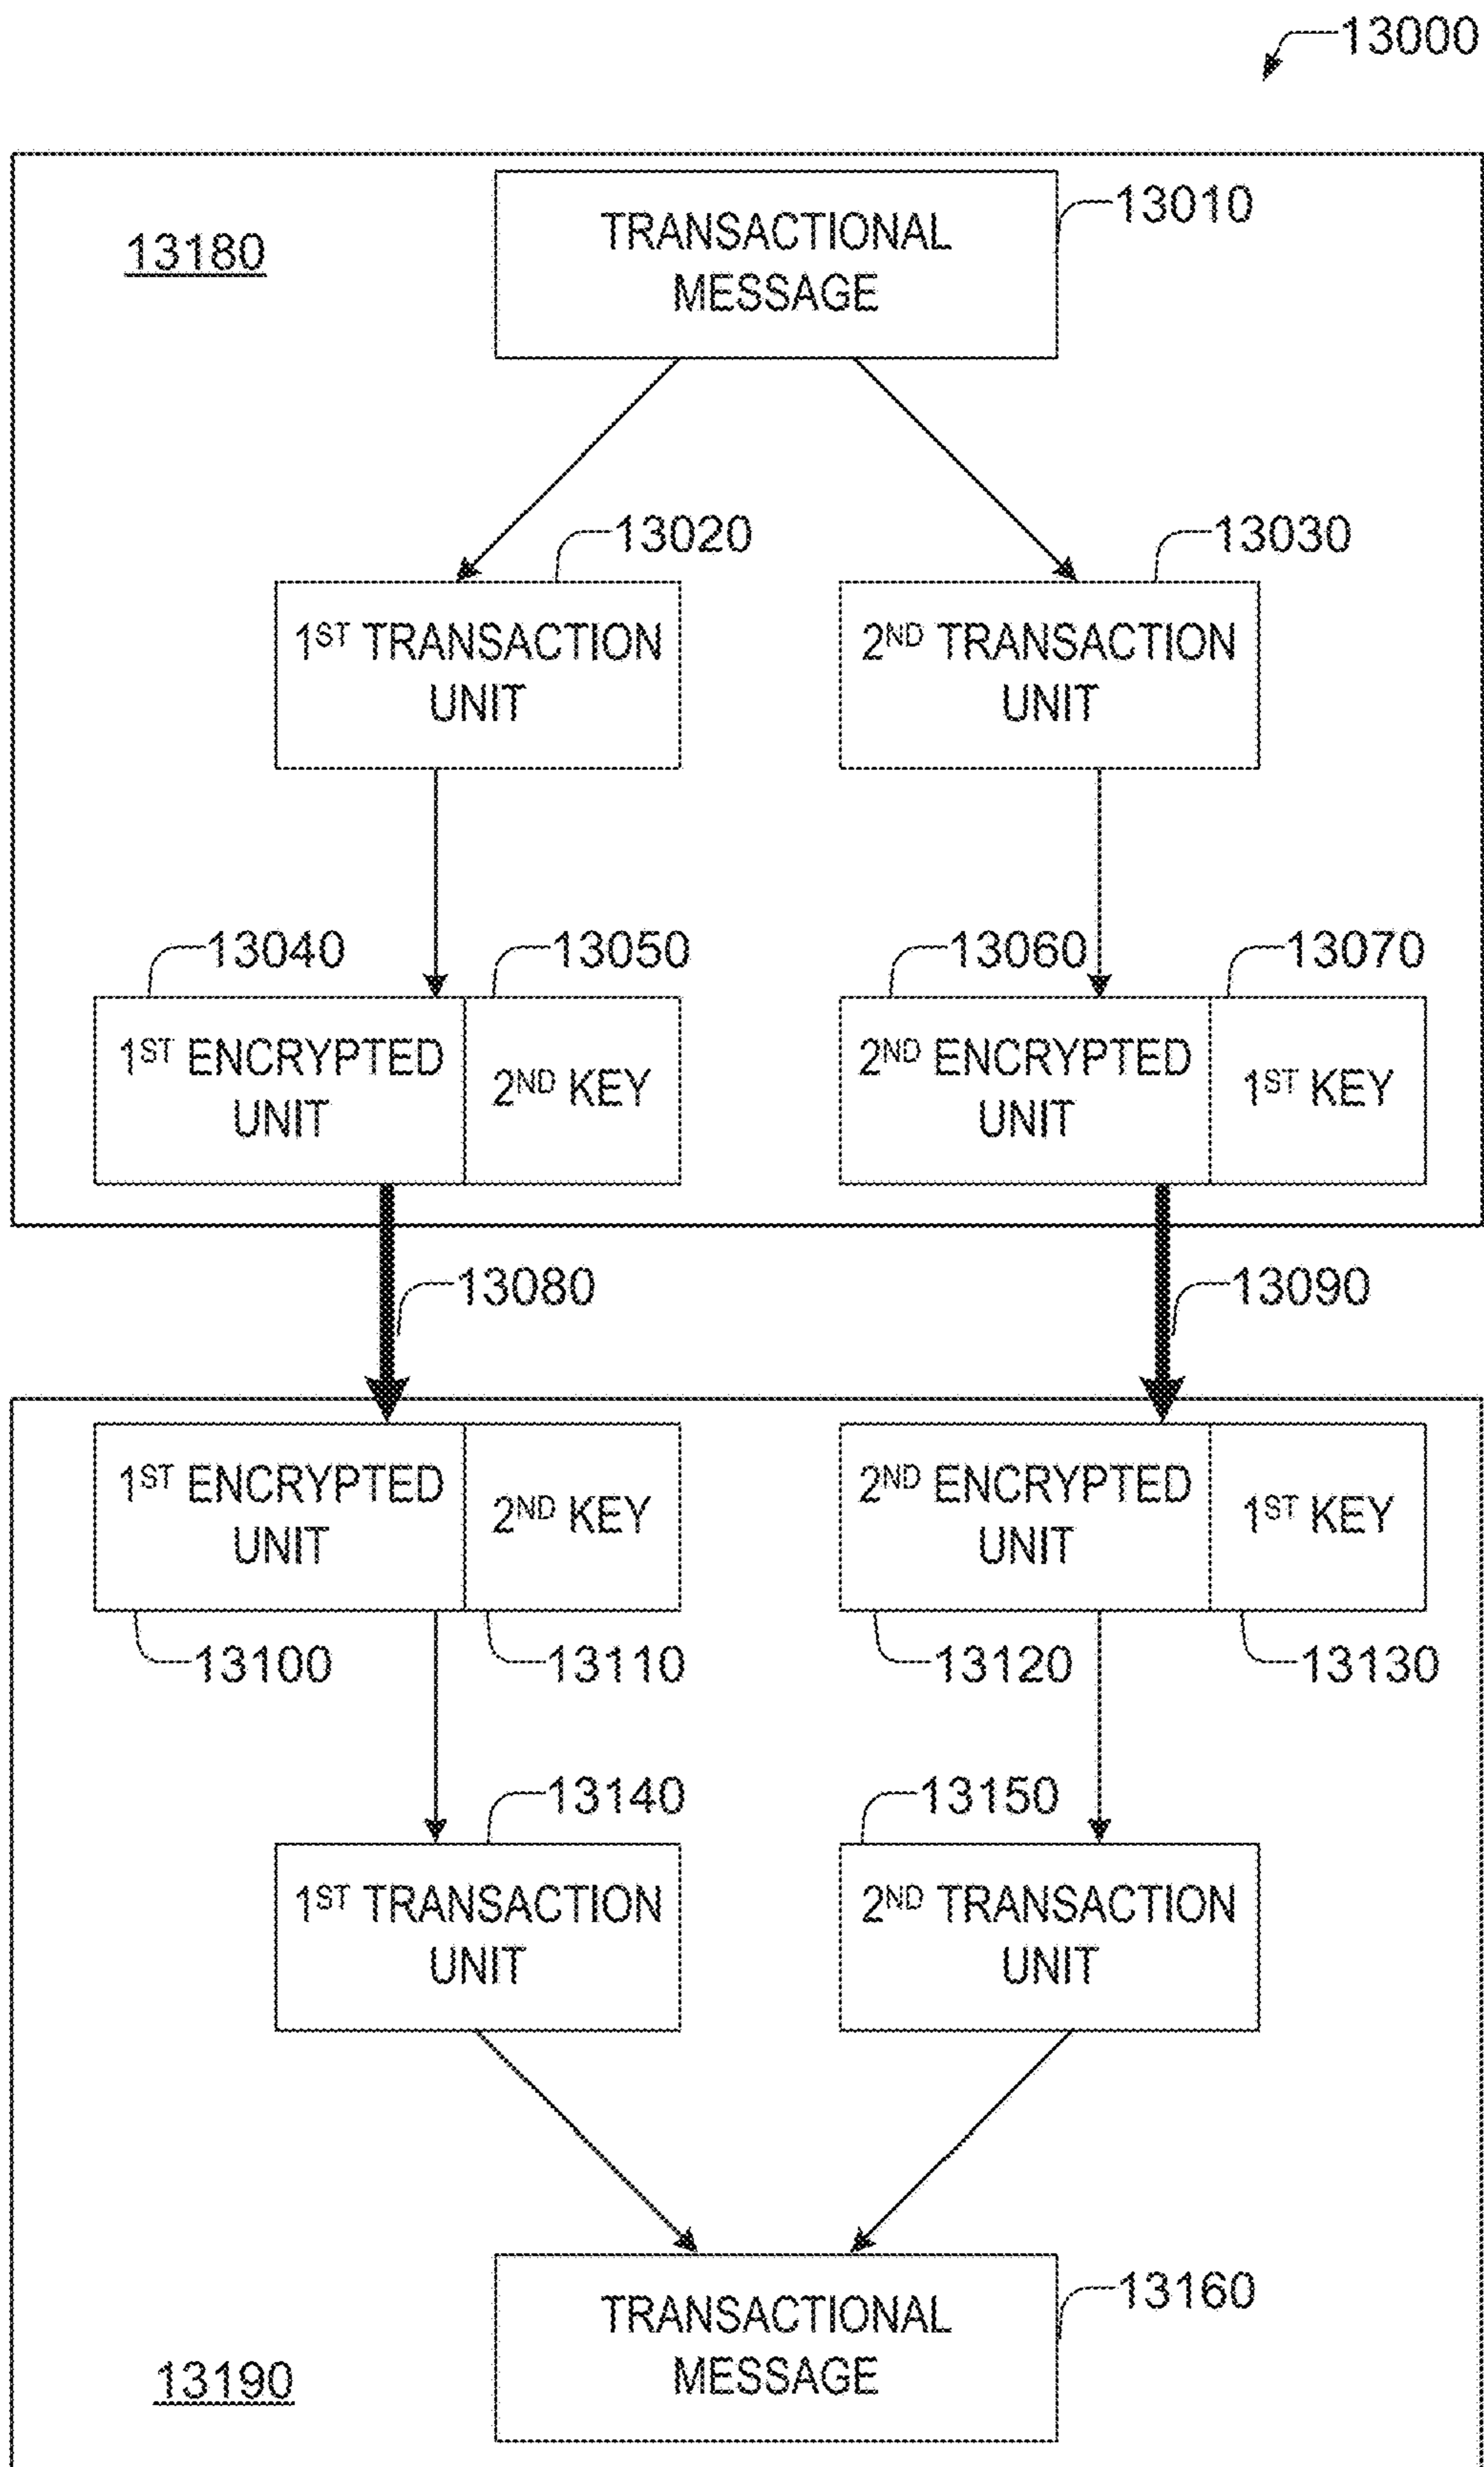 13000
13180
TRANSACTIONAL
MESSAGE
13010
13020
13030
1ST TRANSACTION
UNIT
2ND TRANSACTION
UNIT
13040
13050
13060
13070
1ST ENCRYPTED
UNIT
2ND KEY
2ND ENCRYPTED
UNIT
1ST KEY
13080
13090
1ST ENCRYPTED
UNIT
2ND KEY
2ND ENCRYPTED
UNIT
1ST KEY
13100
13110
13120
13130
13140
13150
1ST TRANSACTION
UNIT
2ND TRANSACTION
UNIT
TRANSACTIONAL
MESSAGE
13160
13190